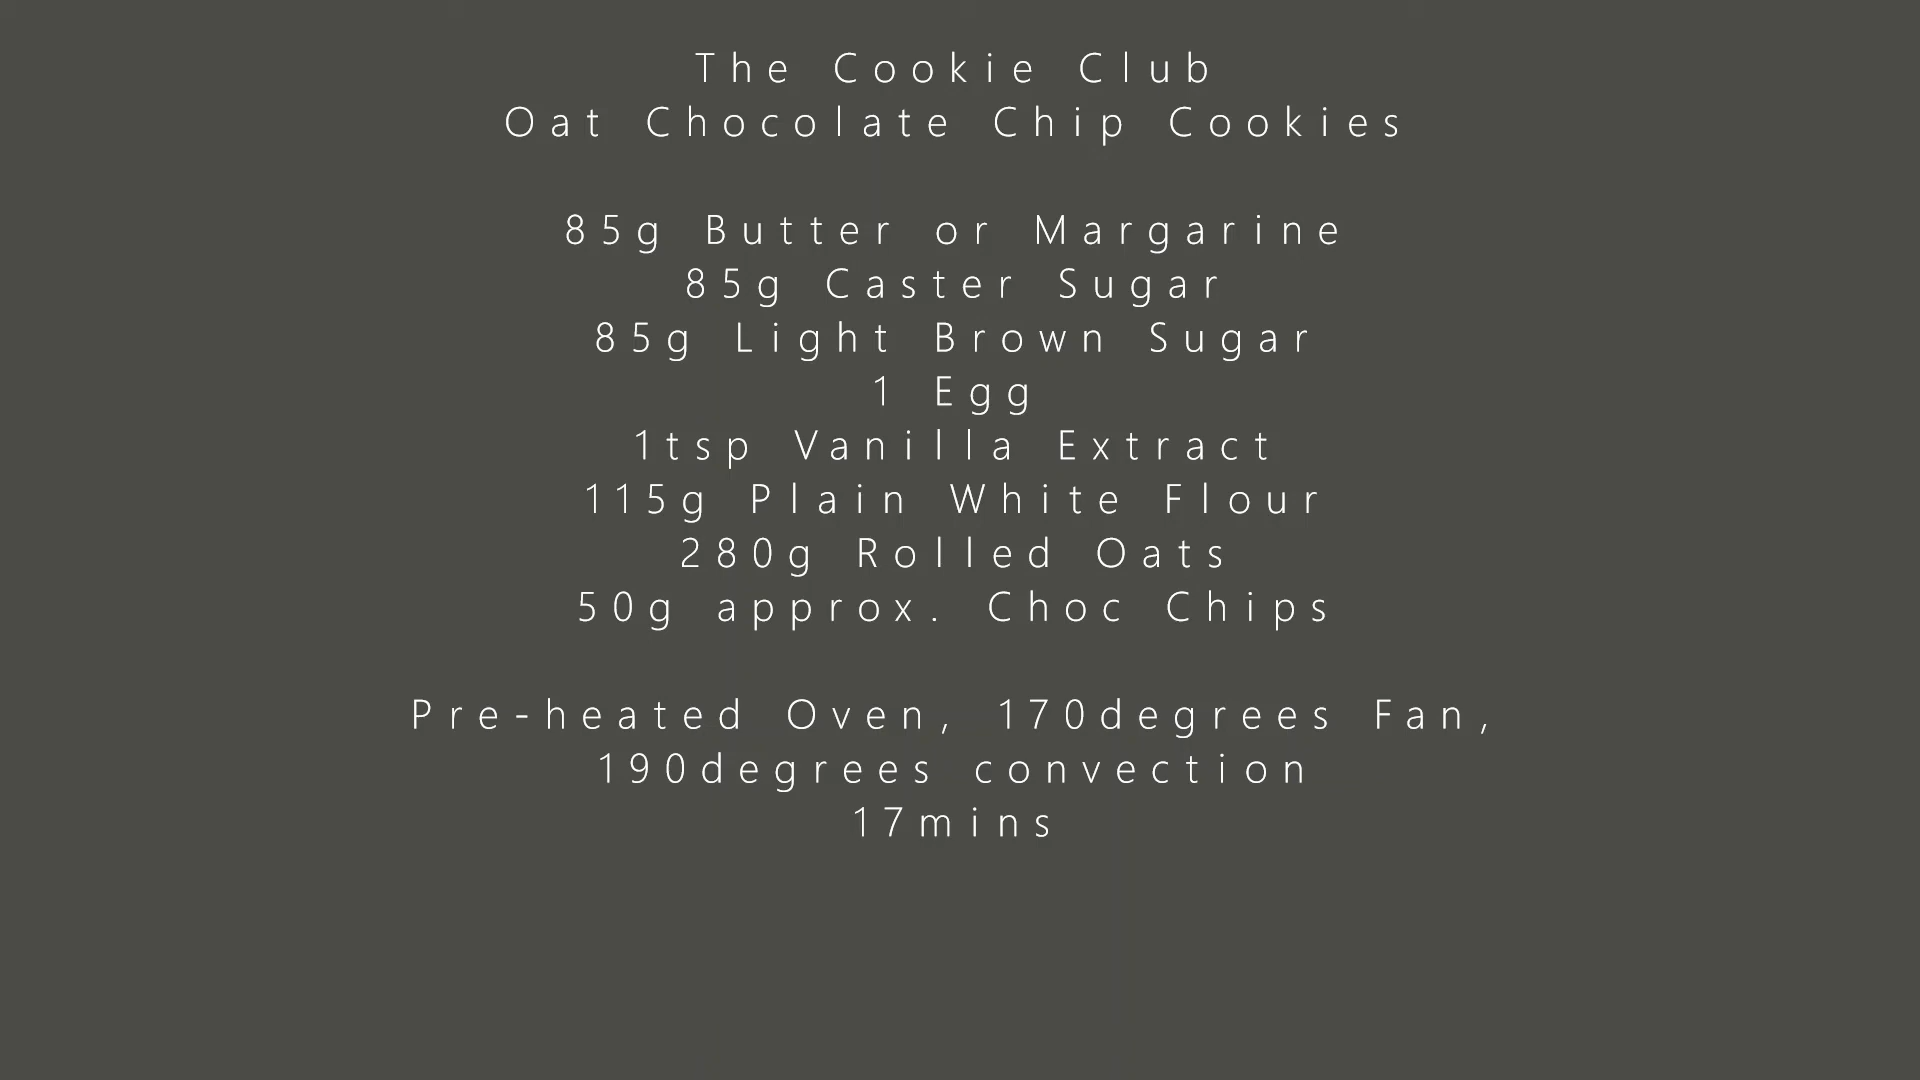 The Cookie Club
Oat Chocolate Chip Cookies
85g Butter or Margarine
85g Caster Sugar
85g Light Brown Sugar
1 Egg
1tsp Vanilla Extract
115g Plain White Flour
280g Rolled Oats
50g approx. Choc Chips
Pre-heated Oven, 170degrees Fan,
190degrees convection
17mins